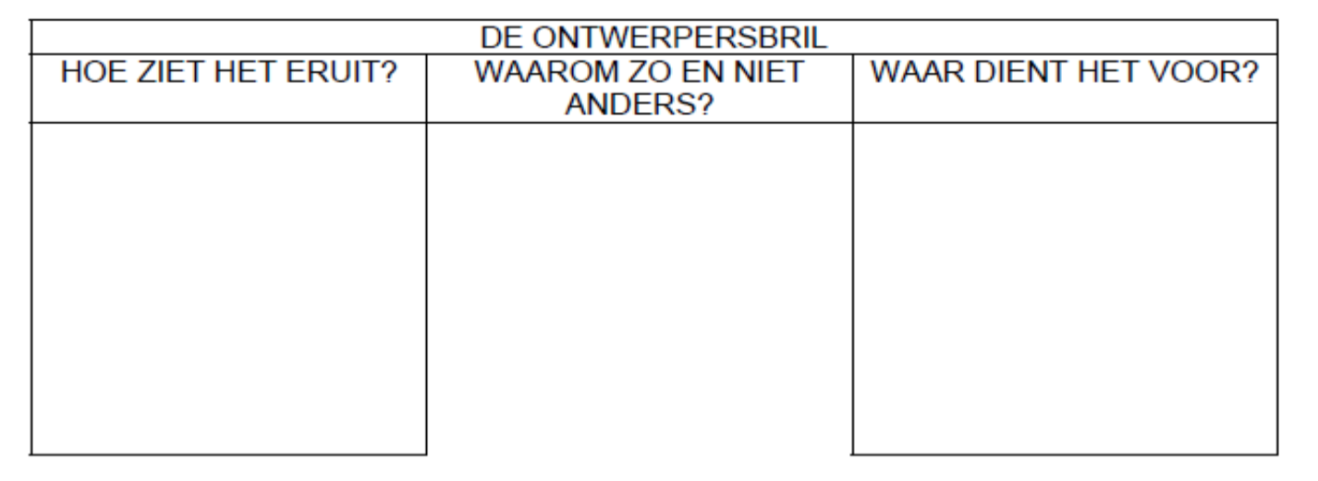 DE ONTWERPERSBRIL
HOE ZIET HET ERUIT?
WAAROM ZO EN NIET
ANDERS?
WAAR DIENT HET VOOR?